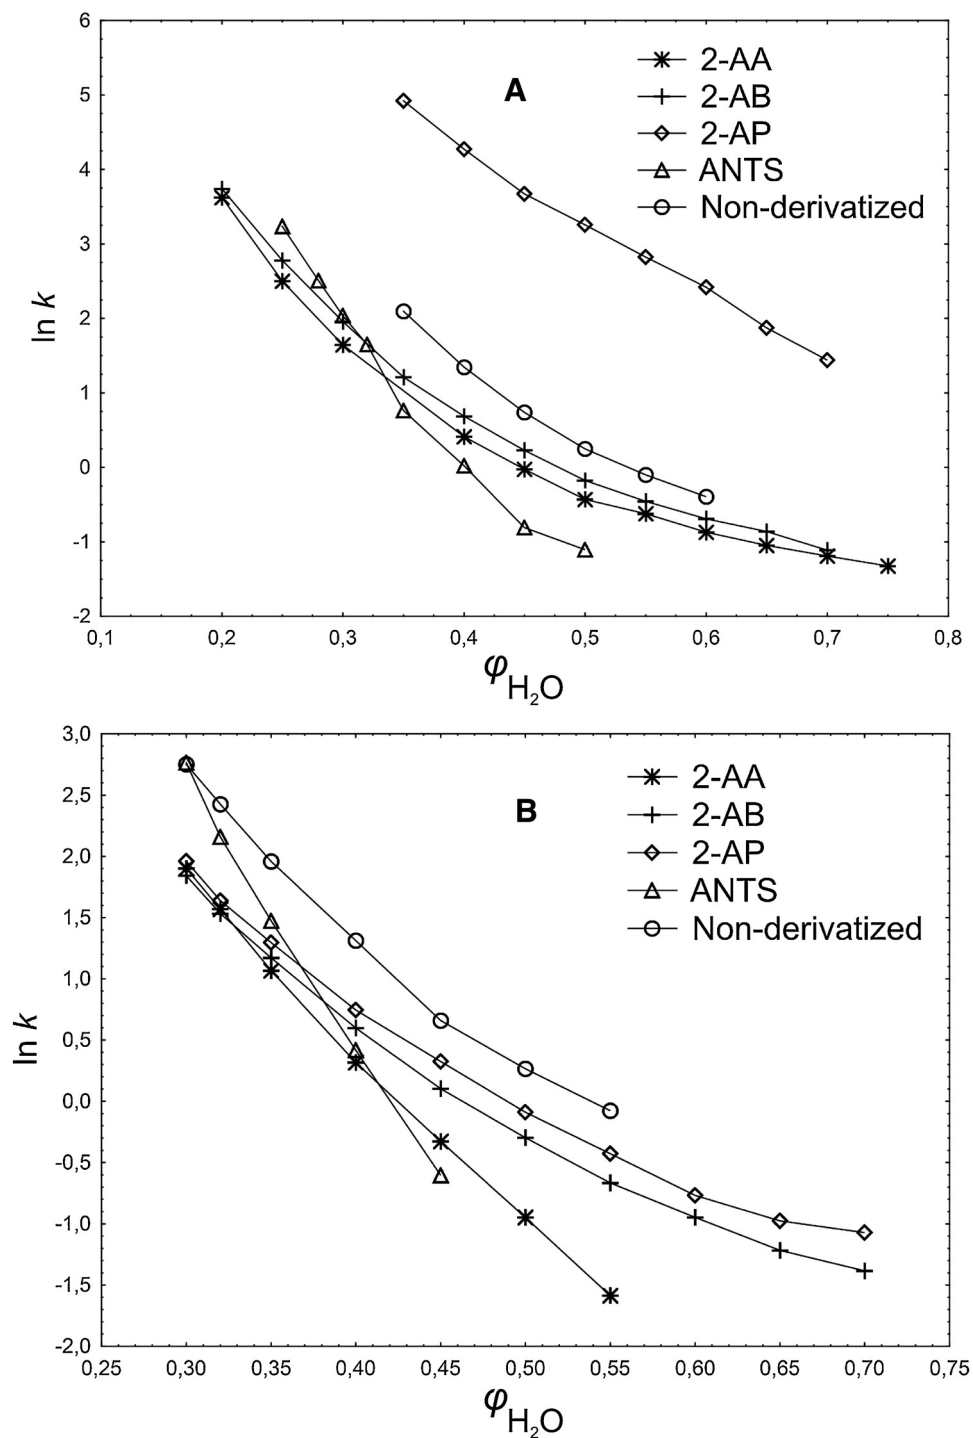 6
5
4
3
2
1
0
-1
-2
ln k
A
2-AA
2-AB
2-AP
ANTS
Non-derivatized
0,1 0,2 0,3 0,4 0,5 0,6 0,7 0,8
φH₂O
3,0
2,5
2,0
1,5
1,0
0,5
0,0
-0,5
-1,0
-1,5
-2,0
ln k
B
2-AA
2-AB
2-AP
ANTS
Non-derivatized
0,25 0,30 0,35 0,40 0,45 0,50 0,55 0,60 0,65 0,70 0,75
φH₂O